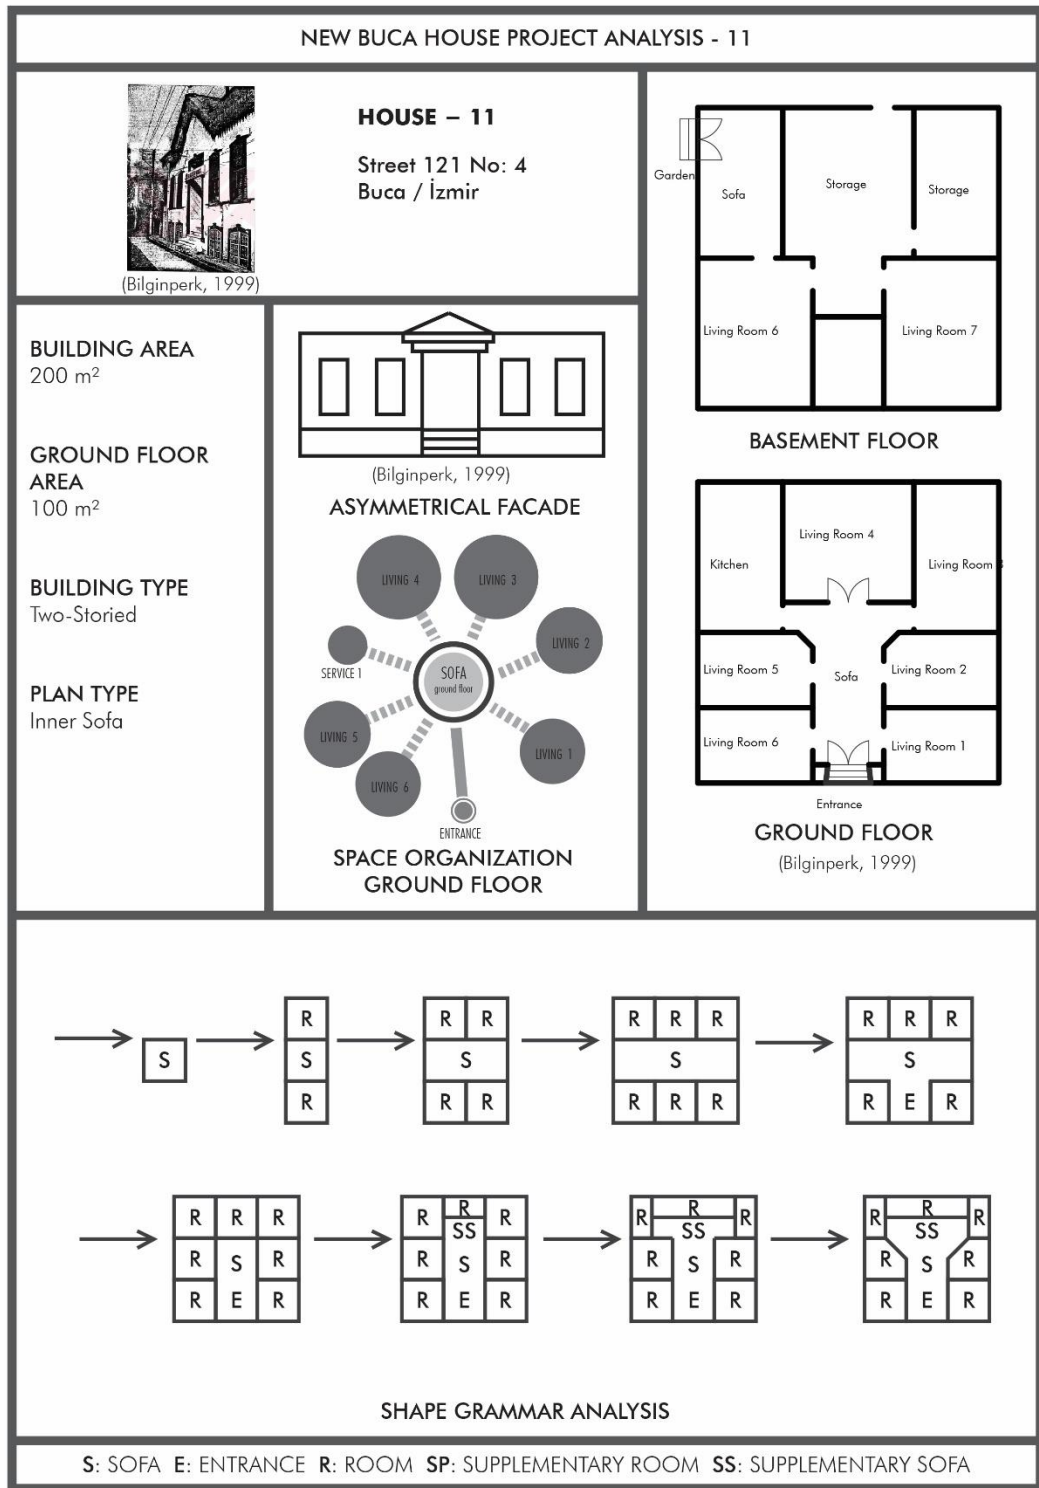 NEW BUCA HOUSE PROJECT ANALYSIS - 11
(Bilginperk, 1999)
HOUSE – 11
Street 121 No: 4
Buca / İzmir
BUILDING AREA
200 m²
GROUND FLOOR
AREA
100 m²
BUILDING TYPE
Two-Storied
PLAN TYPE
Inner Sofa
(Bilginperk, 1999)
ASYMMETRICAL FACADE
LIVING 4
LIVING 3
LIVING 2
SERVICE 1
SOFA
ground floor
LIVING 5
LIVING 1
LIVING 6
ENTRANCE
SPACE ORGANIZATION
GROUND FLOOR
Garden
Sofa
Storage
Storage
Living Room 6
Living Room 7
BASEMENT FLOOR
Kitchen
Living Room 4
Living Room 3
Living Room 5
Sofa
Living Room 2
Living Room 6
Living Room 1
Entrance
GROUND FLOOR
(Bilginperk, 1999)
S
R
S
R
R R
S
R R
R R R
S
R R R
R R R
S
R E R
R R R
R S R
R E R
R R R
SS
R S R
R E R
R R R
SS
R S R
R E R
R R R
SS
R S R
R E R
SHAPE GRAMMAR ANALYSIS
S: SOFA E: ENTRANCE R: ROOM SP: SUPPLEMENTARY ROOM SS: SUPPLEMENTARY SOFA